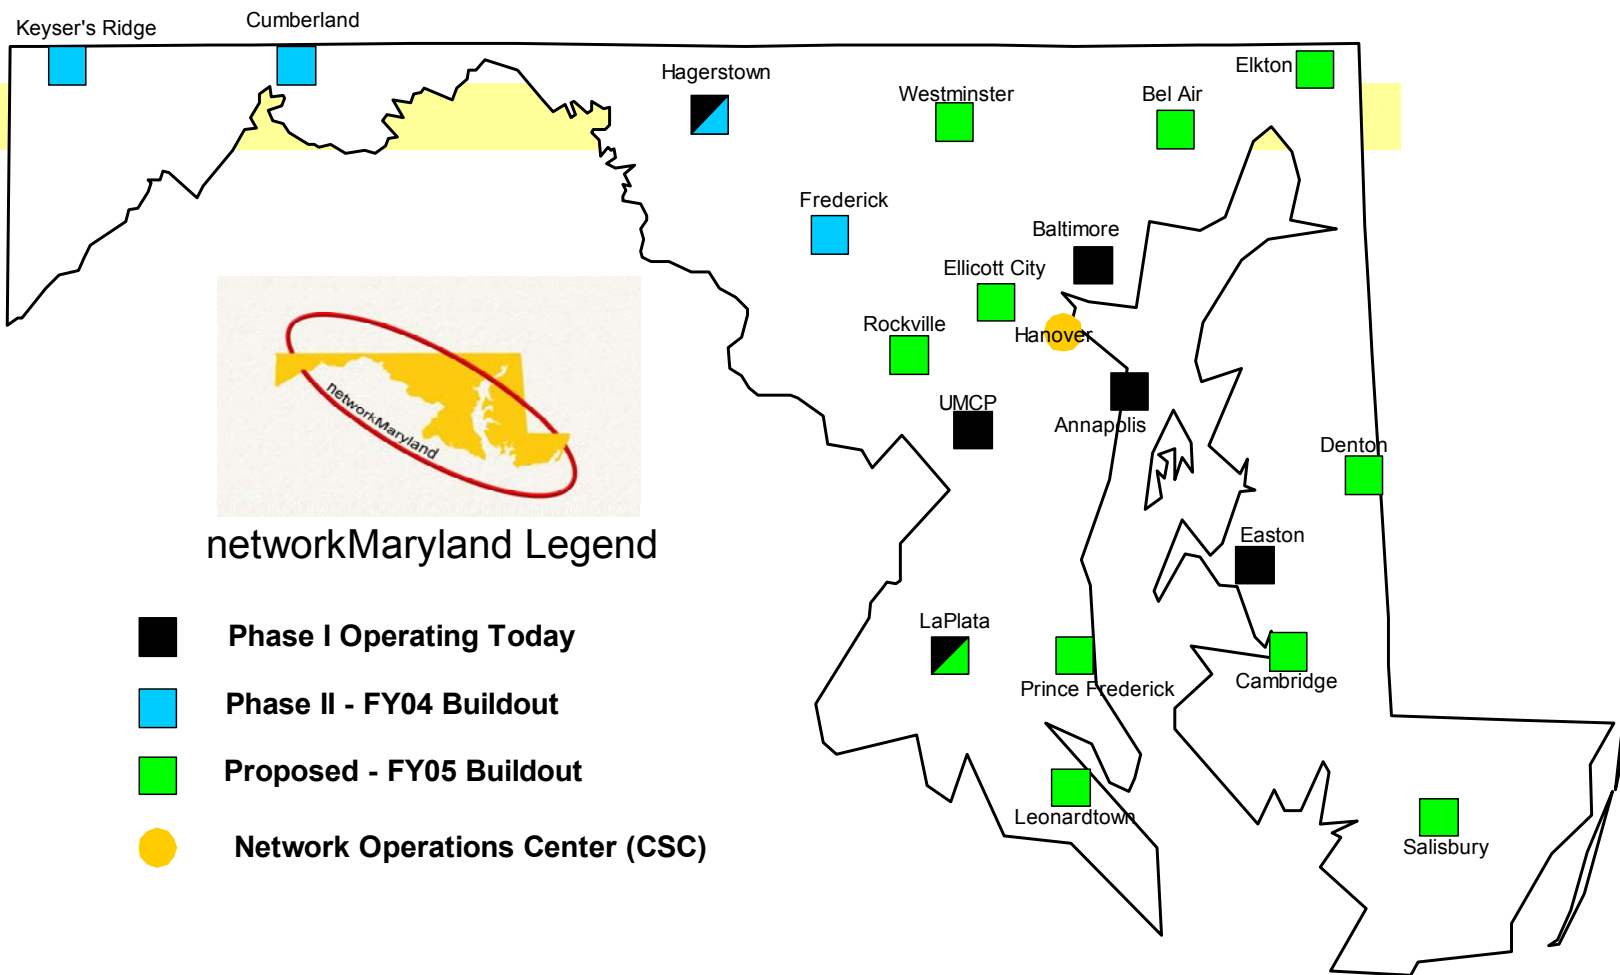 Keyser's Ridge
Cumberland
Hagerstown
Westminster
Bel Air
Elkton
Frederick
Baltimore
Ellicott City
Rockville
Hanover
UMCP
Annapolis
Denton
Easton
networkMaryland
networkMaryland Legend
LaPlata
Prince Frederick
Cambridge
Leonardtown
Salisbury
Phase I Operating Today
Phase II - FY04 Buildout
Proposed - FY05 Buildout
Network Operations Center (CSC)